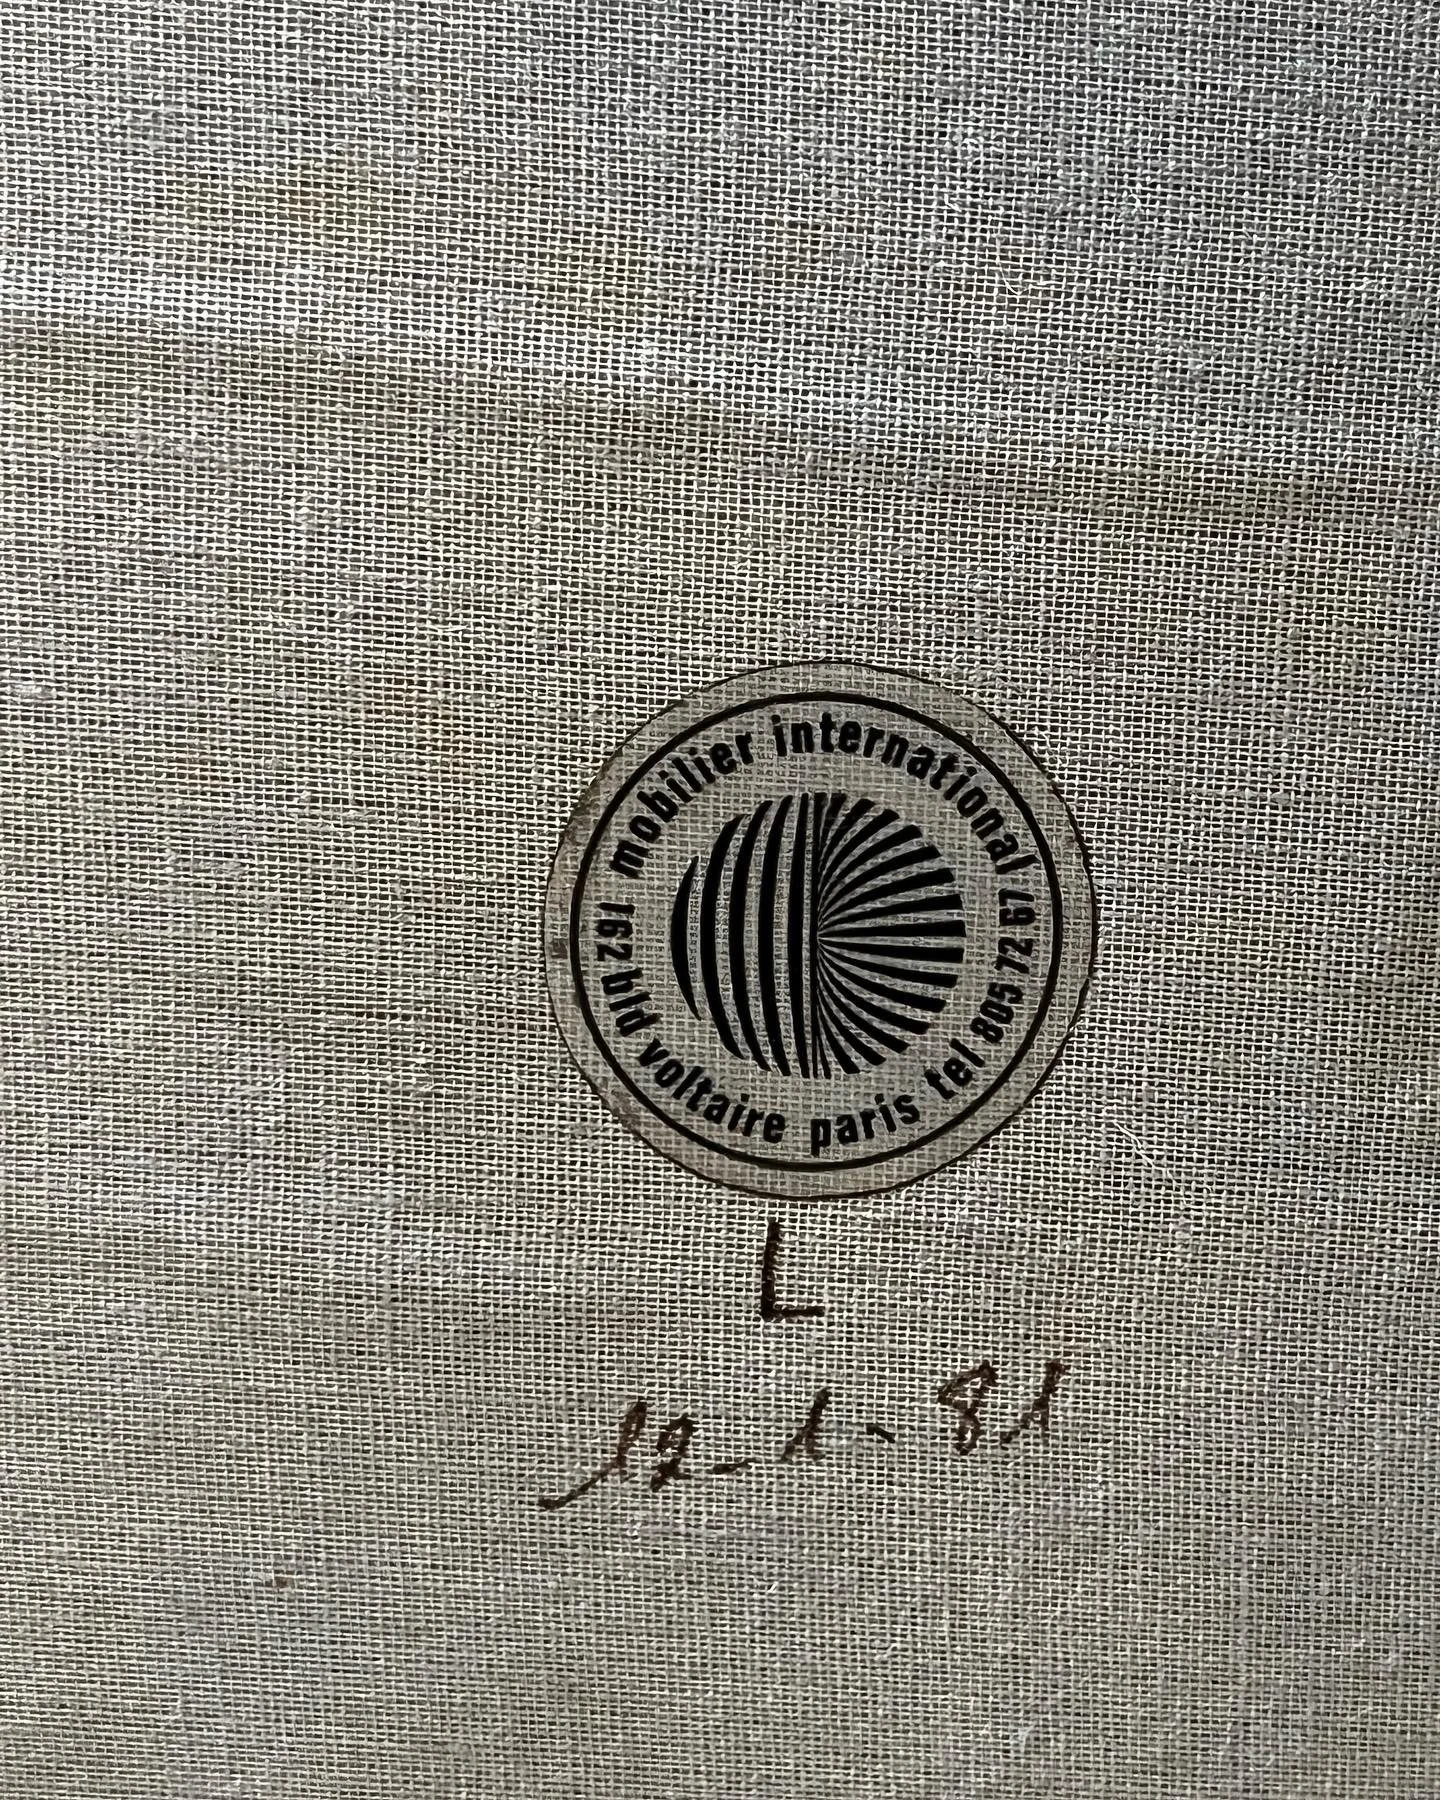 mobilier international
162 bld voltaire paris tel 805 72 67
L
12-1-81